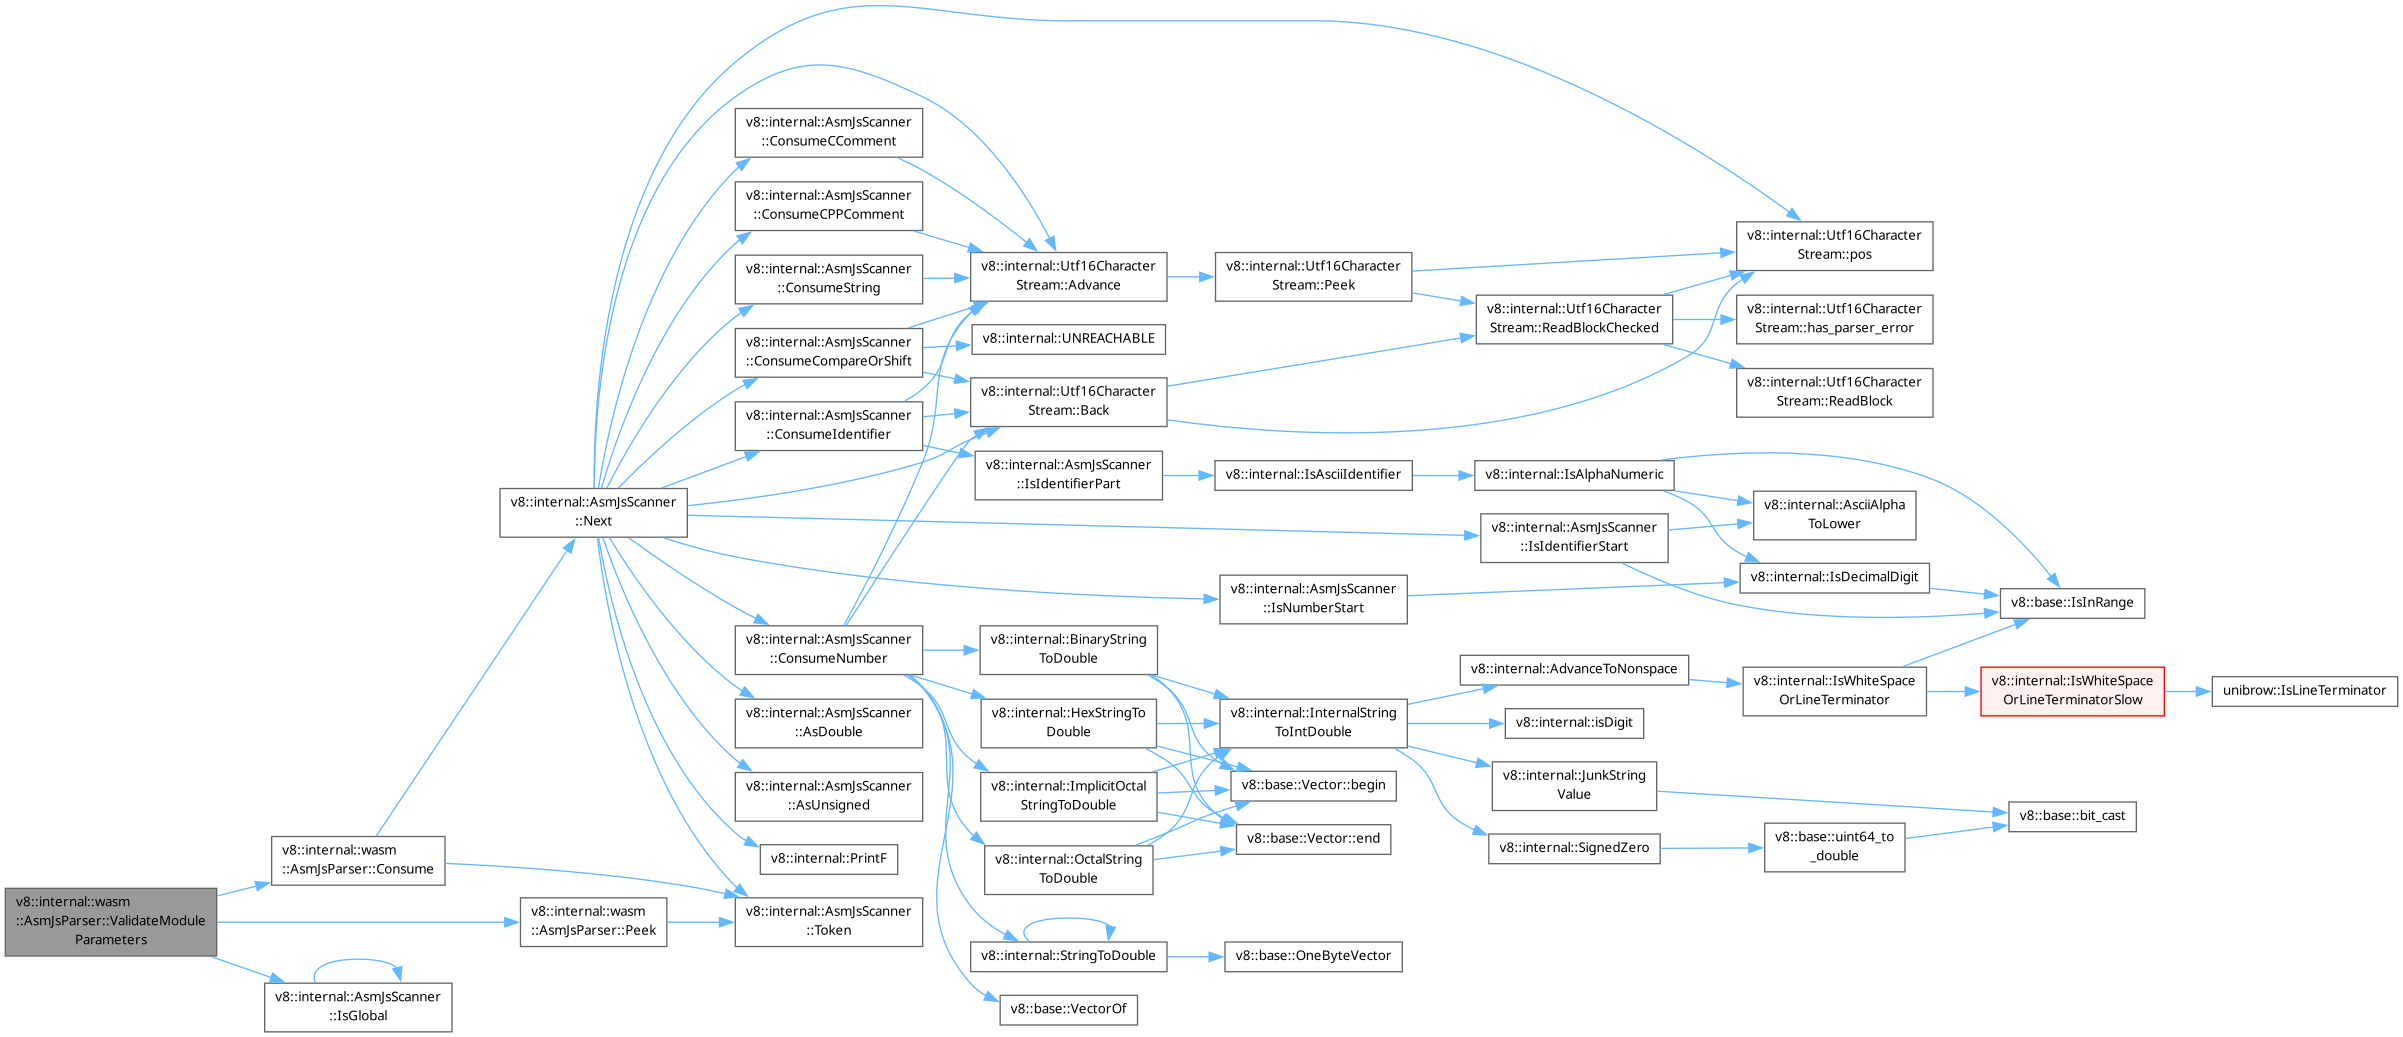 v8::internal::wasm
::AsmJsParser::ValidateModule
Parameters
v8::internal::wasm
::AsmJsParser::Consume
v8::internal::wasm
::AsmJsParser::Peek
v8::internal::AsmJsScanner
::IsGlobal
v8::internal::AsmJsScanner
::Next
v8::internal::AsmJsScanner
::ConsumeCComment
v8::internal::AsmJsScanner
::ConsumeCPPComment
v8::internal::AsmJsScanner
::ConsumeString
v8::internal::AsmJsScanner
::ConsumeCompareOrShift
v8::internal::AsmJsScanner
::ConsumeIdentifier
v8::internal::AsmJsScanner
::ConsumeNumber
v8::internal::AsmJsScanner
::AsDouble
v8::internal::AsmJsScanner
::AsUnsigned
v8::internal::PrintF
v8::internal::AsmJsScanner
::Token
v8::internal::Utf16Character
Stream::Advance
v8::internal::UNREACHABLE
v8::internal::Utf16Character
Stream::Back
v8::internal::AsmJsScanner
::IsIdentifierPart
v8::internal::BinaryString
ToDouble
v8::internal::HexStringTo
Double
v8::internal::ImplicitOctal
StringToDouble
v8::internal::OctalString
ToDouble
v8::internal::StringToDouble
v8::base::VectorOf
v8::internal::Utf16Character
Stream::Peek
v8::internal::IsAsciiIdentifier
v8::internal::AsmJsScanner
::IsNumberStart
v8::internal::InternalString
ToIntDouble
v8::base::Vector::begin
v8::base::Vector::end
v8::base::OneByteVector
v8::internal::Utf16Character
Stream::ReadBlockChecked
v8::internal::IsAlphaNumeric
v8::internal::AsmJsScanner
::IsIdentifierStart
v8::internal::AdvanceToNonspace
v8::internal::isDigit
v8::internal::JunkString
Value
v8::internal::SignedZero
v8::internal::Utf16Character
Stream::pos
v8::internal::Utf16Character
Stream::has_parser_error
v8::internal::Utf16Character
Stream::ReadBlock
v8::internal::AsciiAlpha
ToLower
v8::internal::IsDecimalDigit
v8::internal::IsWhiteSpace
OrLineTerminator
v8::base::uint64_to
_double
v8::base::IsInRange
v8::internal::IsWhiteSpace
OrLineTerminatorSlow
v8::base::bit_cast
unibrow::IsLineTerminator